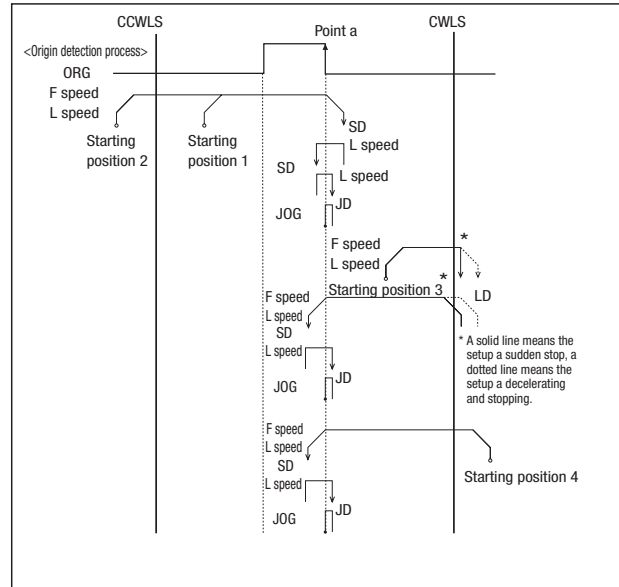 CCWLS
CWLS
Point a
<Origin detection process>
ORG
F speed
L speed
Starting
position 2
Starting
position 1
SD
L speed
SD
L speed
JOG
JD
F speed
L speed
*
Starting position 3
*
LD
F speed
L speed
SD
L speed
JOG
JD
* A solid line means the
setup a sudden stop, a
dotted line means the
setup a decelerating
and stopping.
F speed
L speed
SD
L speed
Starting position 4
JOG
JD